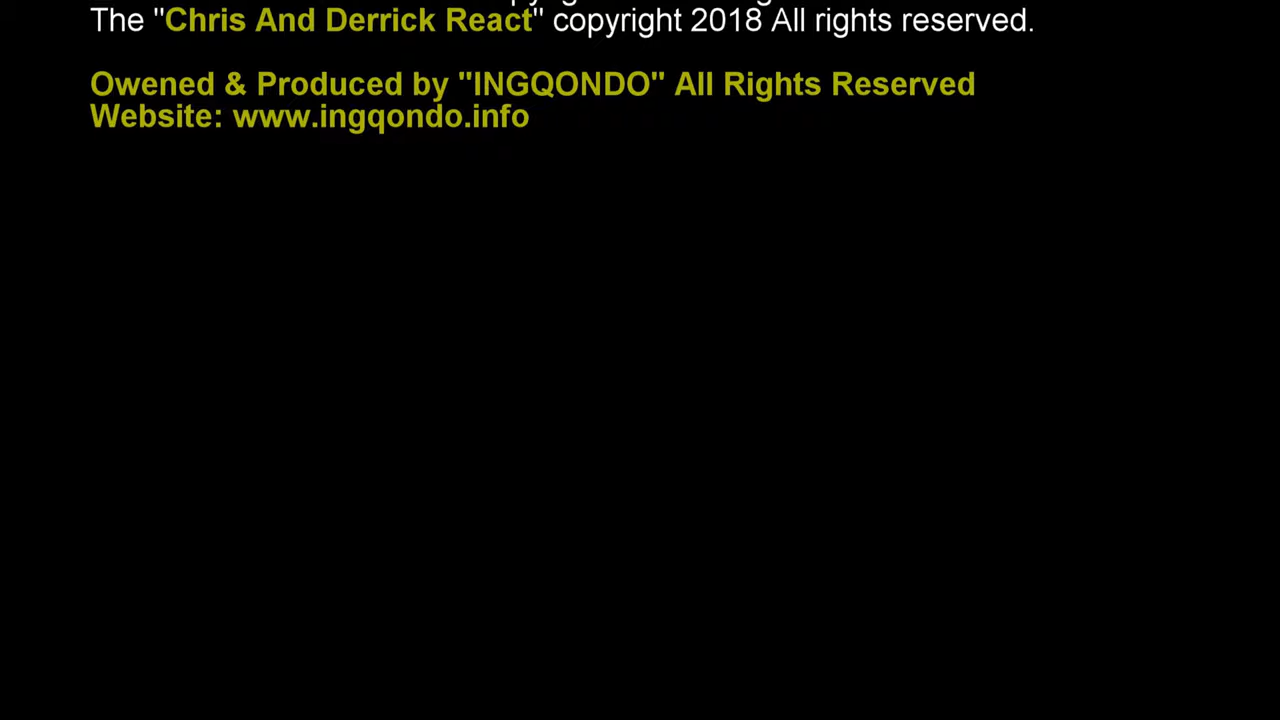 The "Chris And Derrick React" copyright 2018 All rights reserved.
Owened & Produced by "INGQONDO" All Rights Reserved
Website: www.ingqondo.info